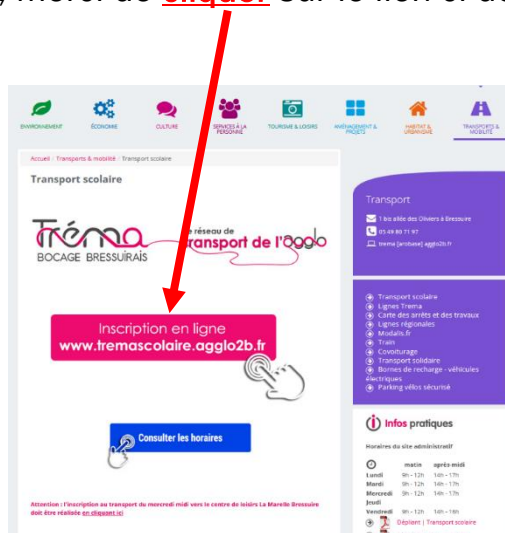 , merci de cliquer sur le lien ci de
ENVIRONNEMENT
ÉCONOMIE
CULTURE
SERVICES À LA
PERSONNE
TOURISME & LOISIRS
AMÉNAGEMENT &
PROJETS
HABITAT &
URBANISME
TRANSPORTS &
MOBILITÉ
Accueil › Transports & mobilité › Transport scolaire
Transport scolaire
Tréma
BOCAGE BRESSUIRAIS
le réseau de
transport de l'agglo
Inscription en ligne
www.tremascolaire.agglo2b.fr
Consulter les horaires
Attention : l'inscription au transport du mercredi midi vers le centre de loisirs La Marelle Bressuire
doit être réalisée en cliquant ici
Transport
1 bis allée des Oliviers à Bressuire
05 49 80 71 97
trema [arrobase] agglo2b.fr
Transport scolaire
Lignes Trema
Carte des arrêts et des travaux
Lignes régionales
Modalis.fr
Train
Covoiturage
Transport solidaire
Bornes de recharge - véhicules
électriques
Parking vélos sécurisé
Infos pratiques
Horaires du site administratif
matin après midi
Lundi 9h - 12h 14h - 17h
Mardi 9h - 12h 14h - 17h
Mercredi 9h - 12h 14h - 17h
Jeudi
Vendredi 9h - 12h 14h - 16h
Dépliant | Transport scolaire